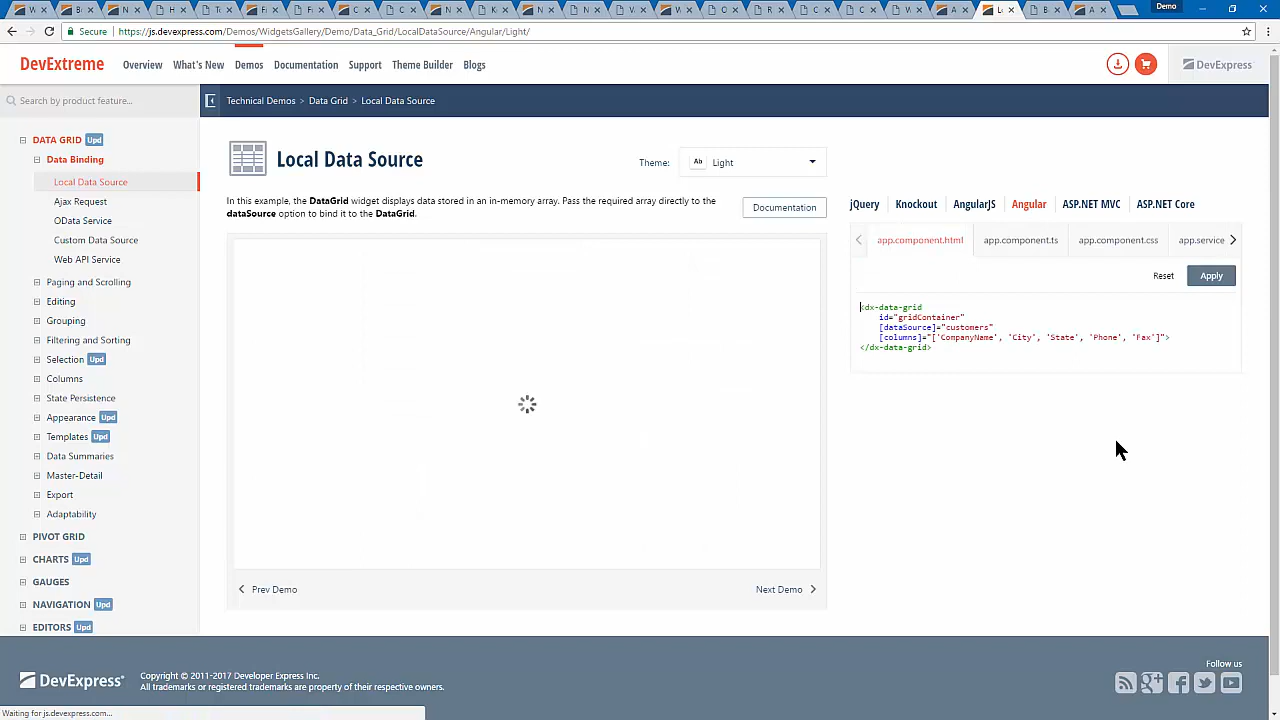 Demo
Secure
https://js.devexpress.com/Demos/WidgetsGallery/Demo/Data_Grid/LocalDataSource/Angular/Light/
DevExtreme
Overview
What's New
Demos
Documentation
Support
Theme Builder
Blogs
DevExpress
Search by product feature...
Technical Demos > Data Grid > Local Data Source
DATA GRID Upd
Data Binding
Local Data Source
Ajax Request
OData Service
Custom Data Source
Web API Service
Paging and Scrolling
Editing
Grouping
Filtering and Sorting
Selection Upd
Columns
State Persistence
Appearance Upd
Templates Upd
Data Summaries
Master-Detail
Export
Adaptability
PIVOT GRID
CHARTS Upd
GAUGES
NAVIGATION Upd
EDITORS Upd
Local Data Source
Theme:
Ab Light
In this example, the DataGrid widget displays data stored in an in-memory array. Pass the required array directly to the
dataSource option to bind it to the DataGrid.
Documentation
Prev Demo
Next Demo
jQuery
Knockout
AngularJS
Angular
ASP.NET MVC
ASP.NET Core
app.component.html
app.component.ts
app.component.css
app.service
Reset
Apply
<dx-data-grid
id="gridContainer"
[dataSource]="customers"
[columns]="['CompanyName', 'City', 'State', 'Phone', 'Fax']">
</dx-data-grid>
DevExpress
Copyright © 2011-2017 Developer Express Inc.
All trademarks or registered trademarks are property of their respective owners.
Follow us
Waiting for js.devexpress.com...